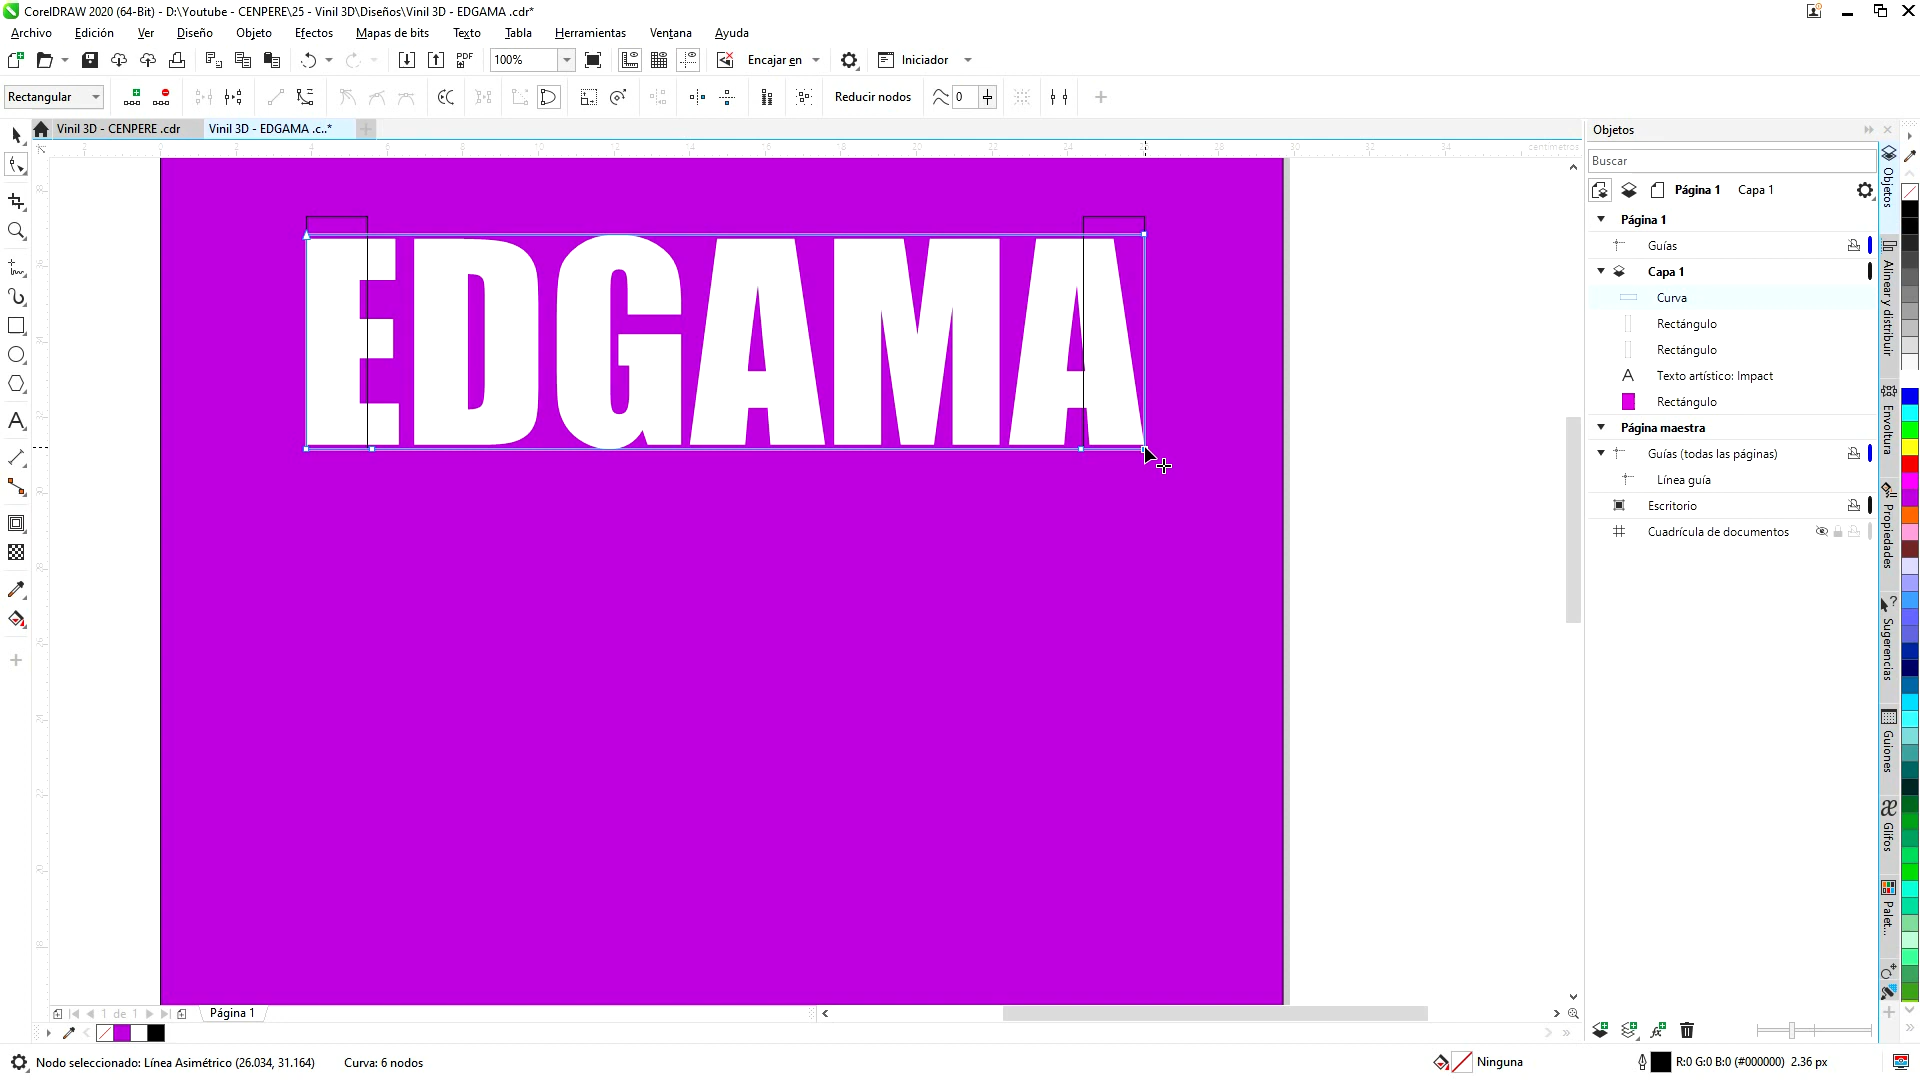 CorelDRAW 2020 (64-Bit) - D:\Youtube - CENPERE\25 - Vinil 3D\Diseños\Vinil 3D - EDGAMA .cdr*
Archivo Edición Ver Diseño Objeto Efectos Mapas de bits Texto Tabla Herramientas Ventana Ayuda
PDF 100% Encajar en Iniciador
Rectangular Reducir nodos 0
Vinil 3D - CENPERE .cdr Vinil 3D - EDGAMA .c..*
centímetros
EDGAMA
Objetos
Buscar
Página 1 Capa 1
Página 1
Guías
Capa 1
Curva
Rectángulo
Rectángulo
Texto artístico: Impact
Rectángulo
Página maestra
Guías (todas las páginas)
Línea guía
Escritorio
Cuadrícula de documentos
Objetos
Alinear y distribuir
Envoltura
Propiedades
Sugerencias
Guiones
Glifos
Palet...
1 de 1 Página 1
Nodo seleccionado: Línea Asimétrico (26.034, 31.164) Curva: 6 nodos Ninguna R:0 G:0 B:0 (#000000) 2.36 px